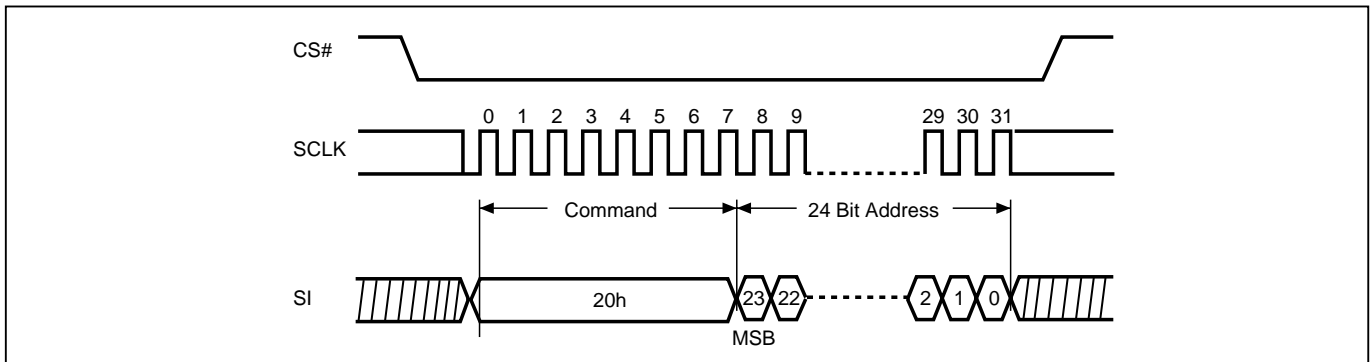 CS#
0 1 2 3 4 5 6 7 8 9 29 30 31
SCLK
Command 24 Bit Address
SI 20h 23 22 2 1 0
MSB